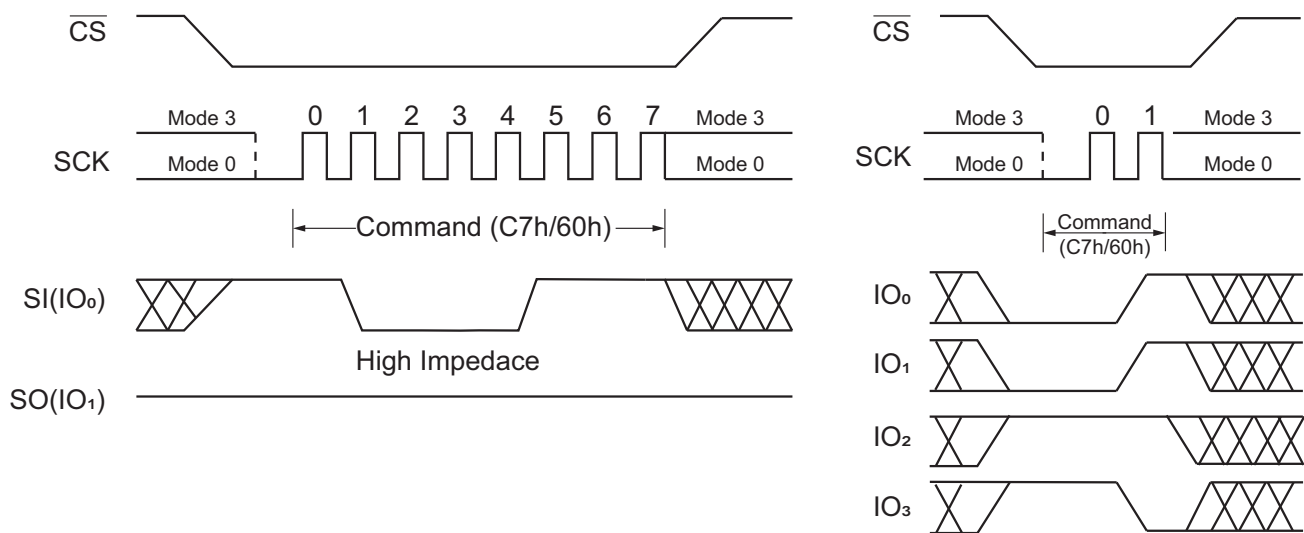 CS
Mode 3
0 1 2 3 4 5 6 7
Mode 3
SCK
Mode 0
Mode 0
Command (C7h/60h)
SI(IO₀)
High Impedace
SO(IO₁)
CS
Mode 3
0 1
Mode 3
SCK
Mode 0
Mode 0
Command
(C7h/60h)
IO₀
IO₁
IO₂
IO₃